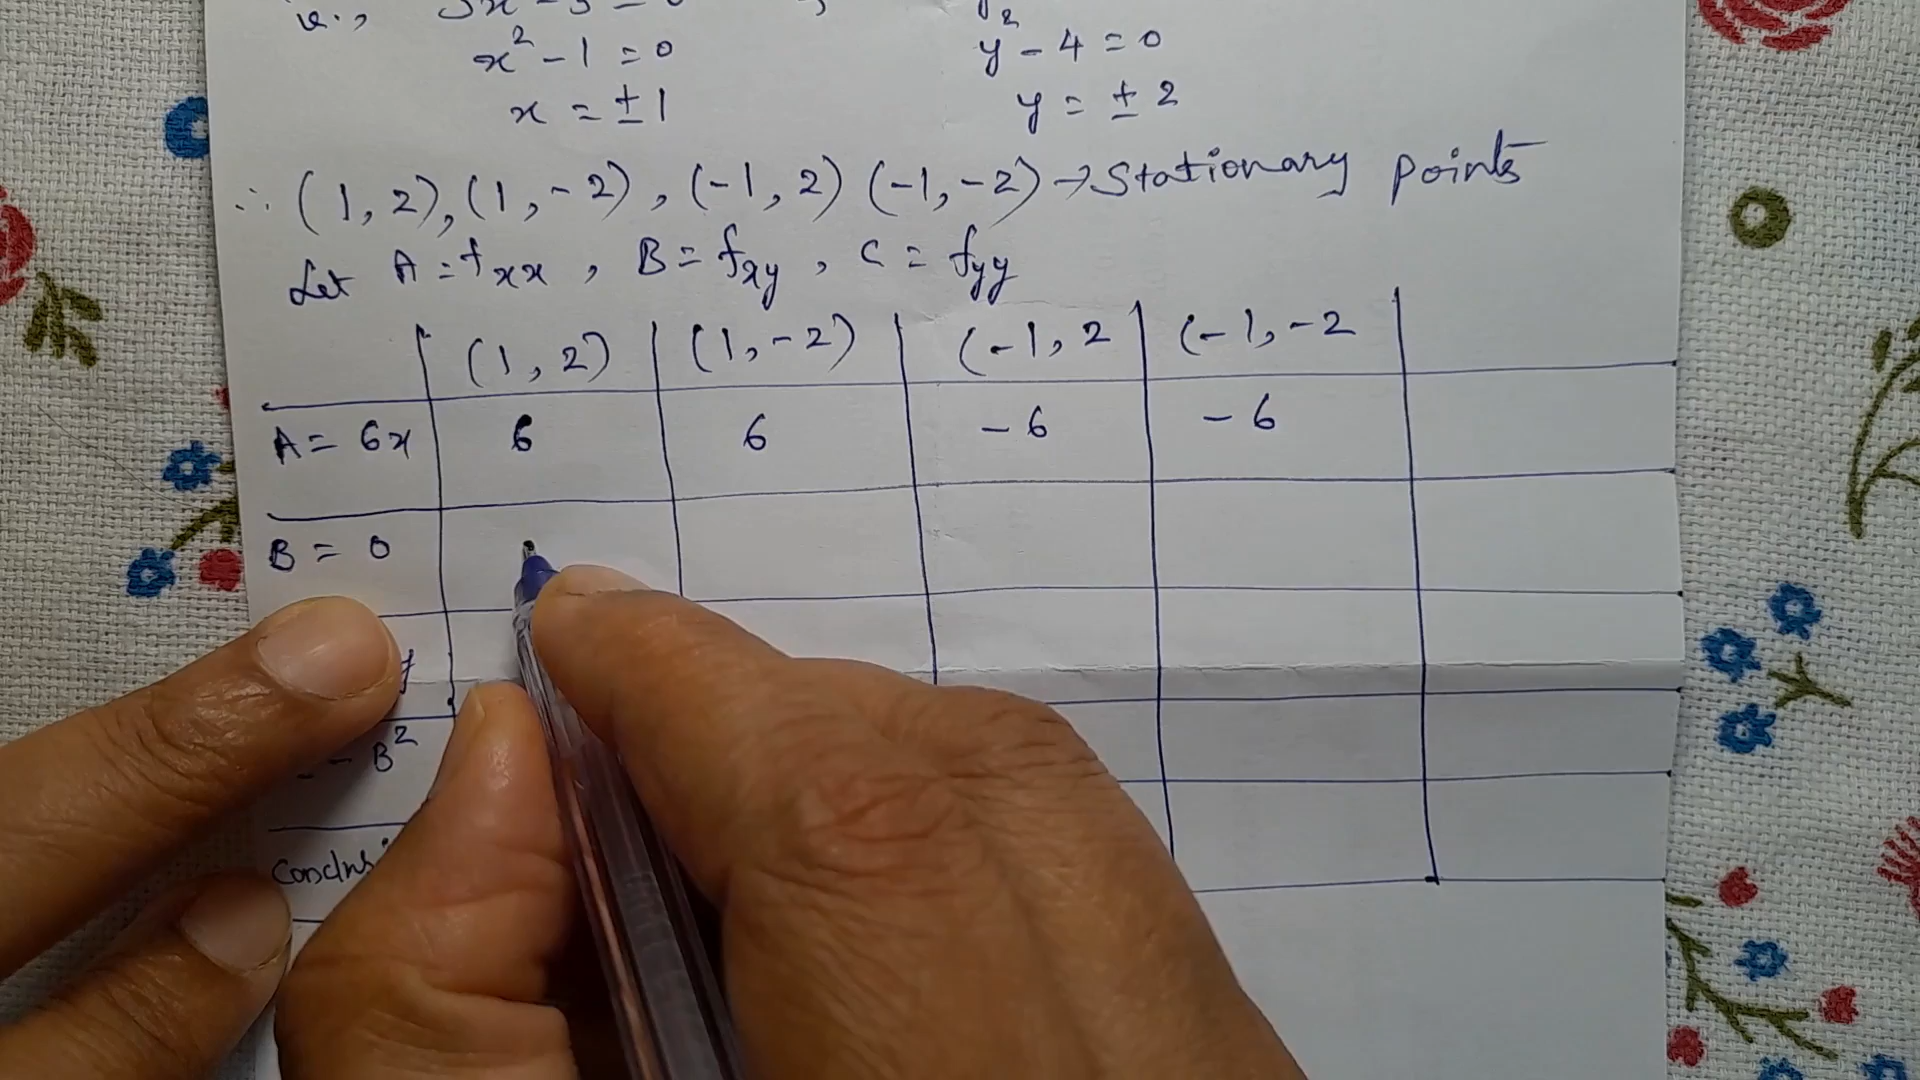 x² - 1 = 0 y² - 4 = 0
x = ± 1 y = ± 2
∴ (1, 2), (1, -2), (-1, 2) (-1, -2) → Stationary points
Let A = fxx, B = fxy, C = fyy
(1, 2) (1, -2) (-1, 2 (-1, -2
A = 6x 6 6 -6 -6
B = 0
- B²